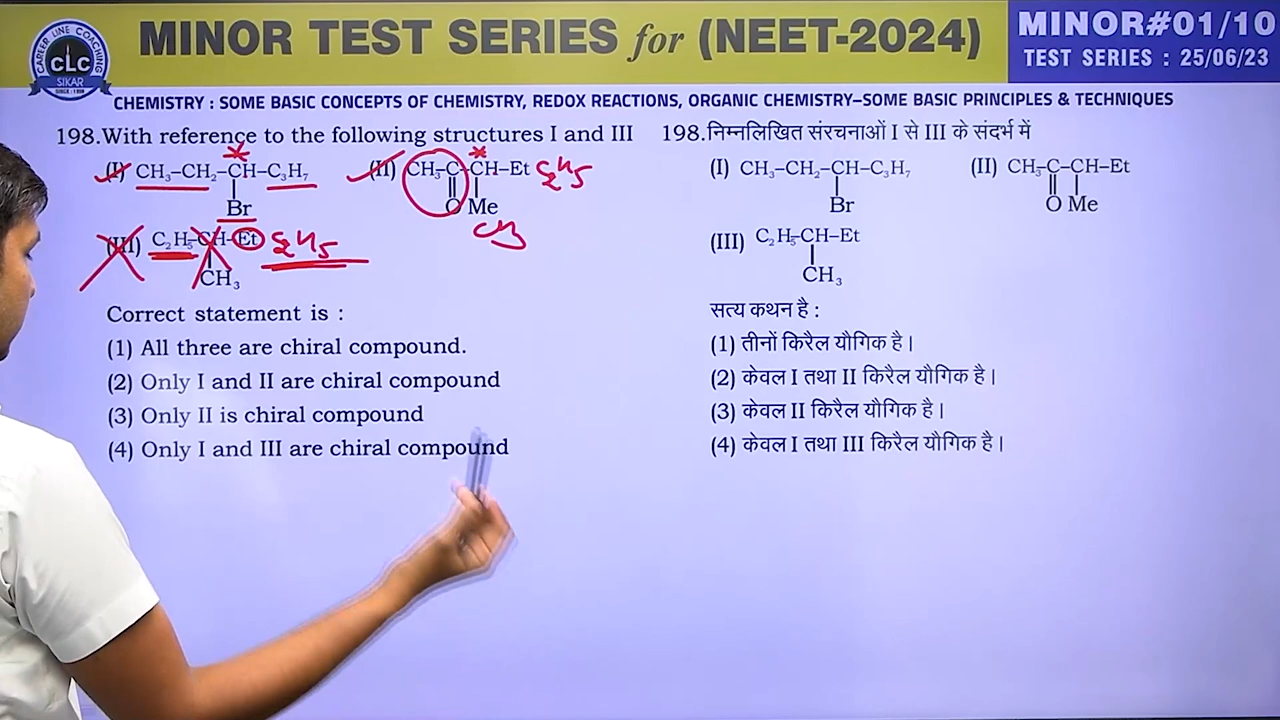 CAREER LINE COACHING
CLC
SIKAR
SINCE : 1996
MINOR TEST SERIES for (NEET-2024)
MINOR#01/10
TEST SERIES : 25/06/23
CHEMISTRY : SOME BASIC CONCEPTS OF CHEMISTRY, REDOX REACTIONS, ORGANIC CHEMISTRY–SOME BASIC PRINCIPLES & TECHNIQUES
198.With reference to the following structures I and III
(I) CH₃–CH₂–CH–C₃H₇
Br
(II) CH₃–C–CH–Et C₂H₅
O Me
CH₃
(III) C₂H₅–CH–Et C₂H₅
CH₃
Correct statement is :
(1) All three are chiral compound.
(2) Only I and II are chiral compound
(3) Only II is chiral compound
(4) Only I and III are chiral compound
198.निम्नलिखित संरचनाओं I से III के संदर्भ में
(I) CH₃–CH₂–CH–C₃H₇
Br
(II) CH₃–C–CH–Et
O Me
(III) C₂H₅–CH–Et
CH₃
सत्य कथन है :
(1) तीनों किरैल यौगिक है।
(2) केवल I तथा II किरैल यौगिक है।
(3) केवल II किरैल यौगिक है।
(4) केवल I तथा III किरैल यौगिक है।